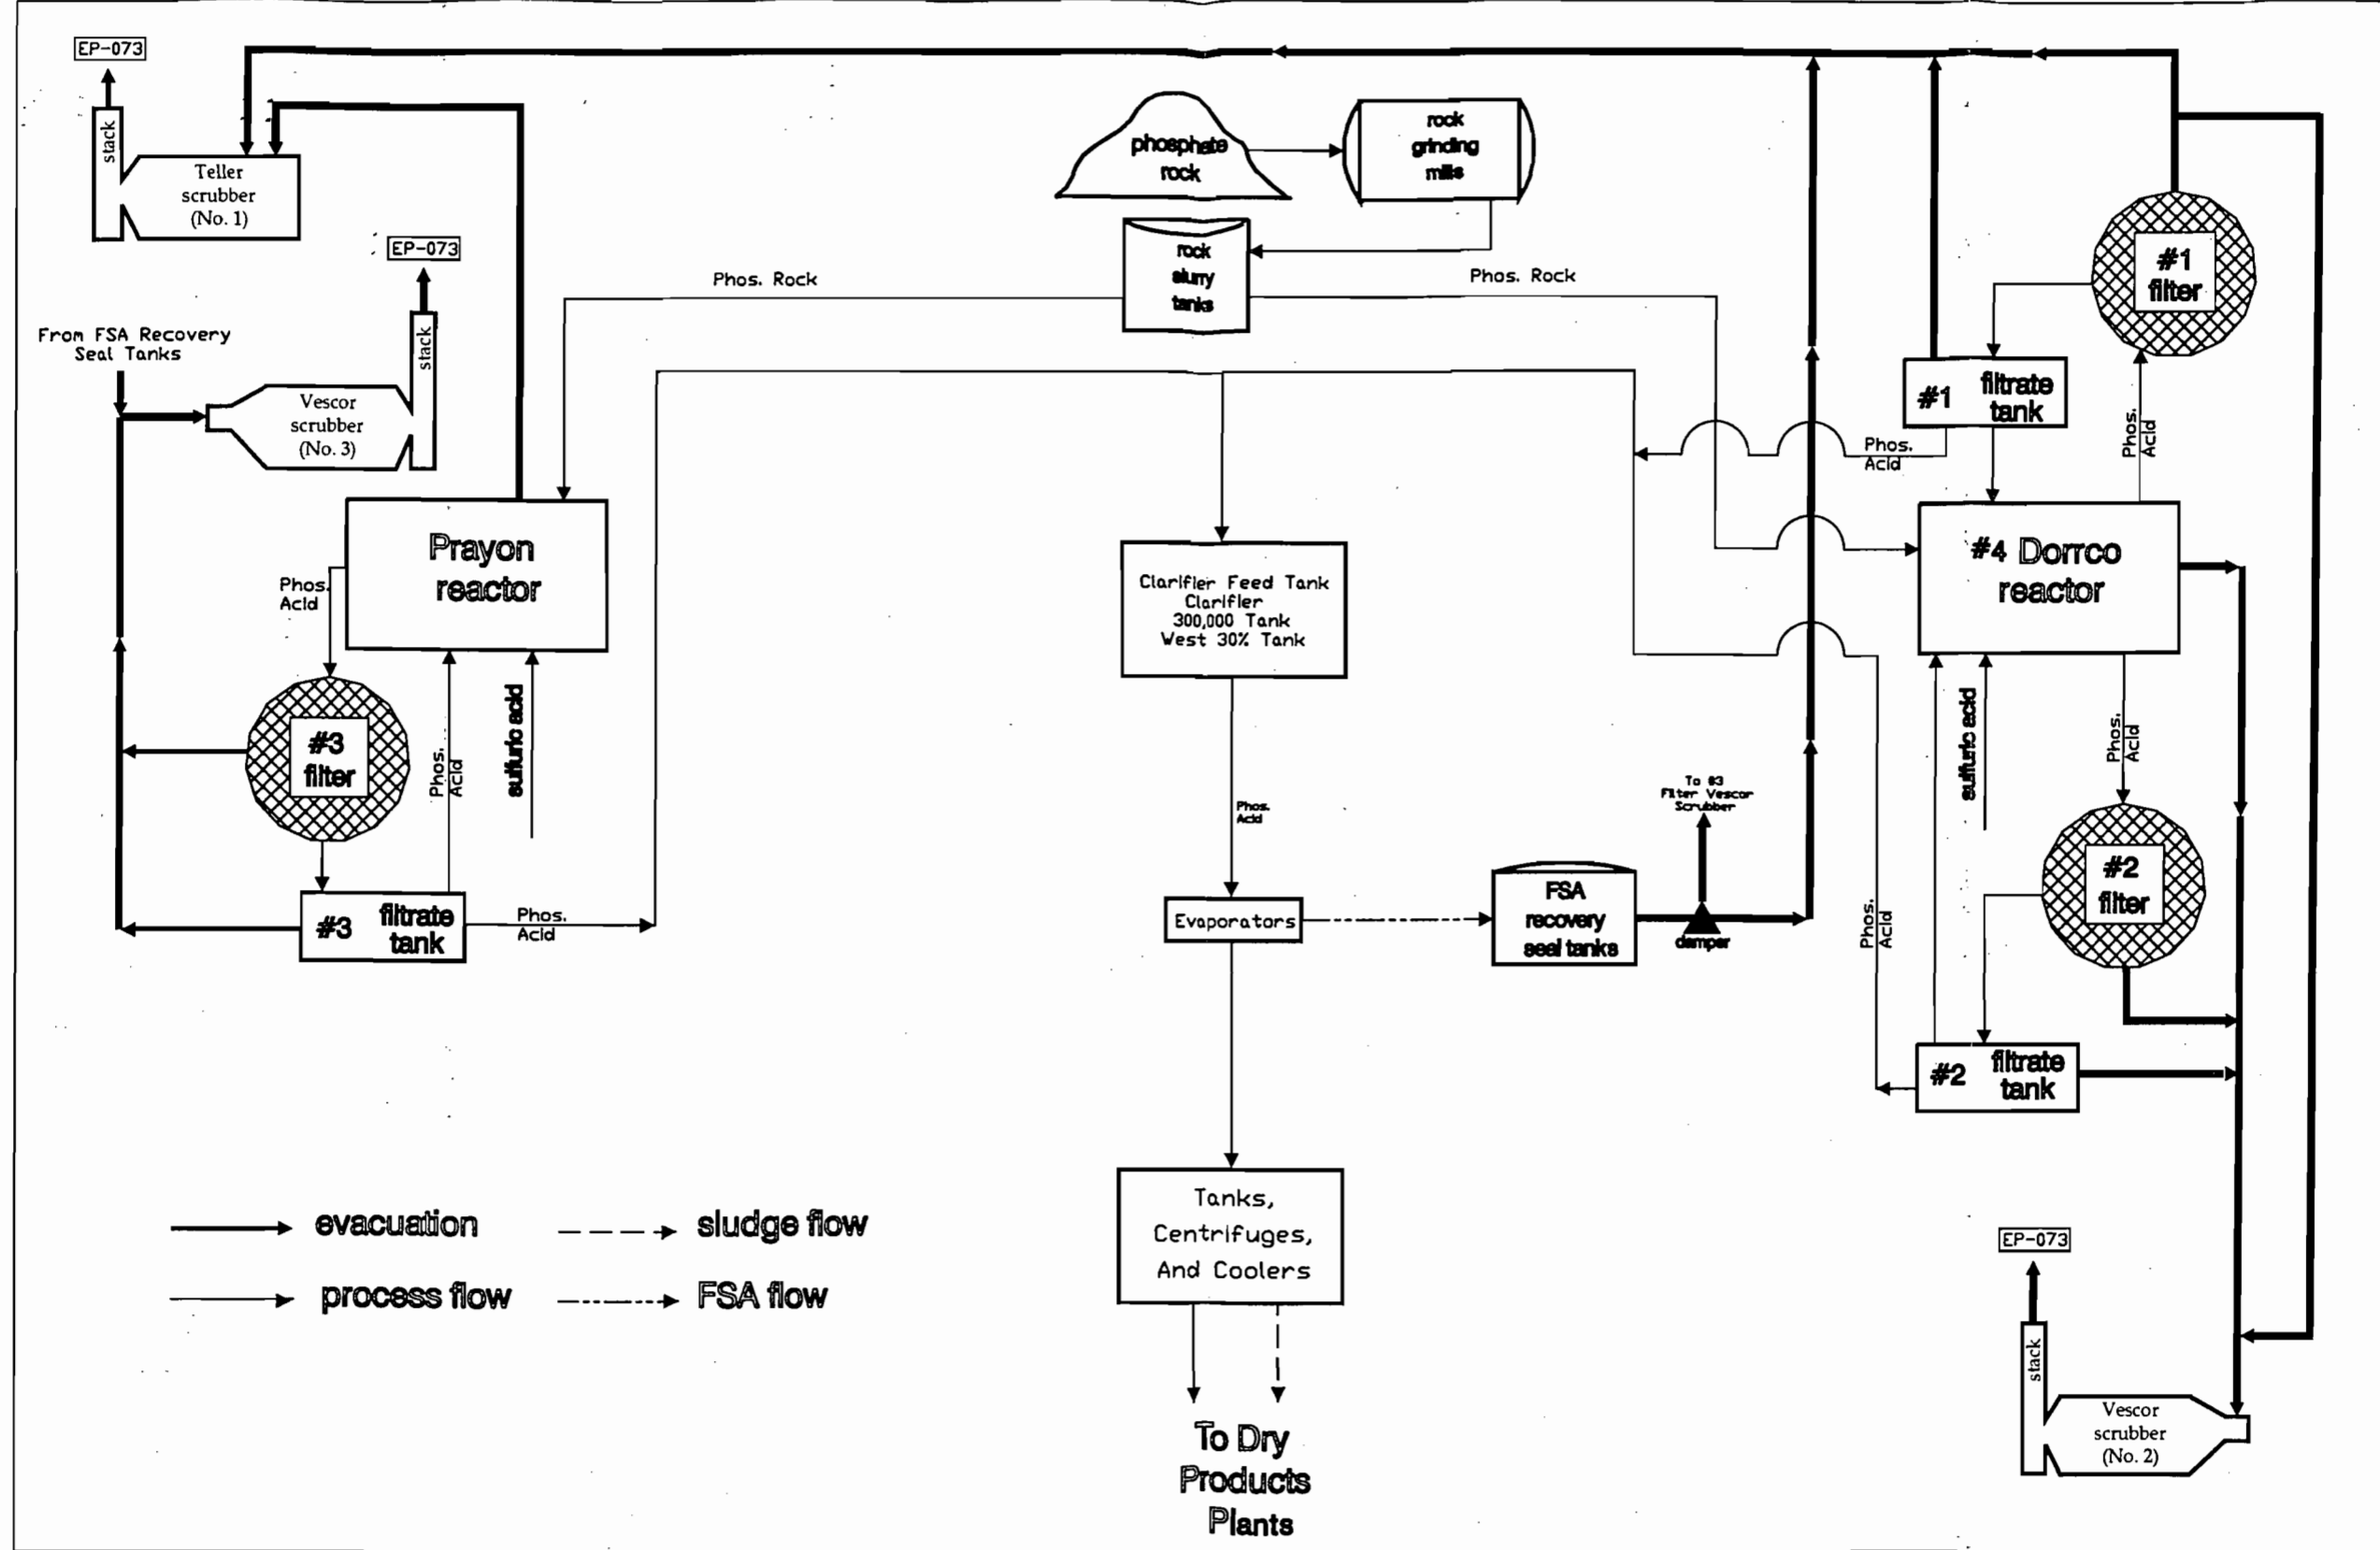 EP-073
stack
Teller
scrubber
(No. 1)
EP-073
stack
From FSA Recovery
Seal Tanks
Vescor
scrubber
(No. 3)
phosphate
rock
rock
grinding
mills
rock
slurry
tanks
Phos. Rock
Phos. Rock
#1
filter
#1
filtrate
tank
Phos.
Acid
Phos.
Acid
Prayon
reactor
Phos.
Acid
#3
filter
Phos.
Acid
sulfuric acid
#3
filtrate
tank
Phos.
Acid
Clarifier Feed Tank
Clarifier
300,000 Tank
West 30% Tank
Phos.
Acid
Evaporators
FSA
recovery
seal tanks
To #3
Filter Vescor
Scrubber
damper
#4 Dorrco
reactor
sulfuric acid
Phos.
Acid
#2
filter
Phos.
Acid
#2
filtrate
tank
evacuation
sludge flow
process flow
FSA flow
Tanks,
Centrifuges,
And Coolers
To Dry
Products
Plants
EP-073
stack
Vescor
scrubber
(No. 2)